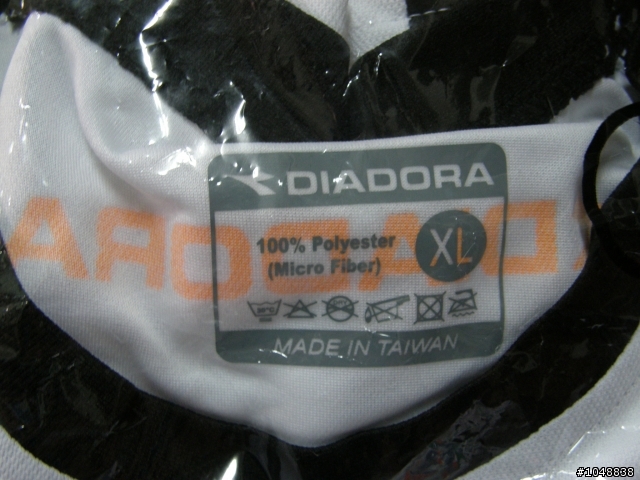 DIADORA
100% Polyester
(Micro Fiber)
XL
MADE IN TAIWAN
#1048838